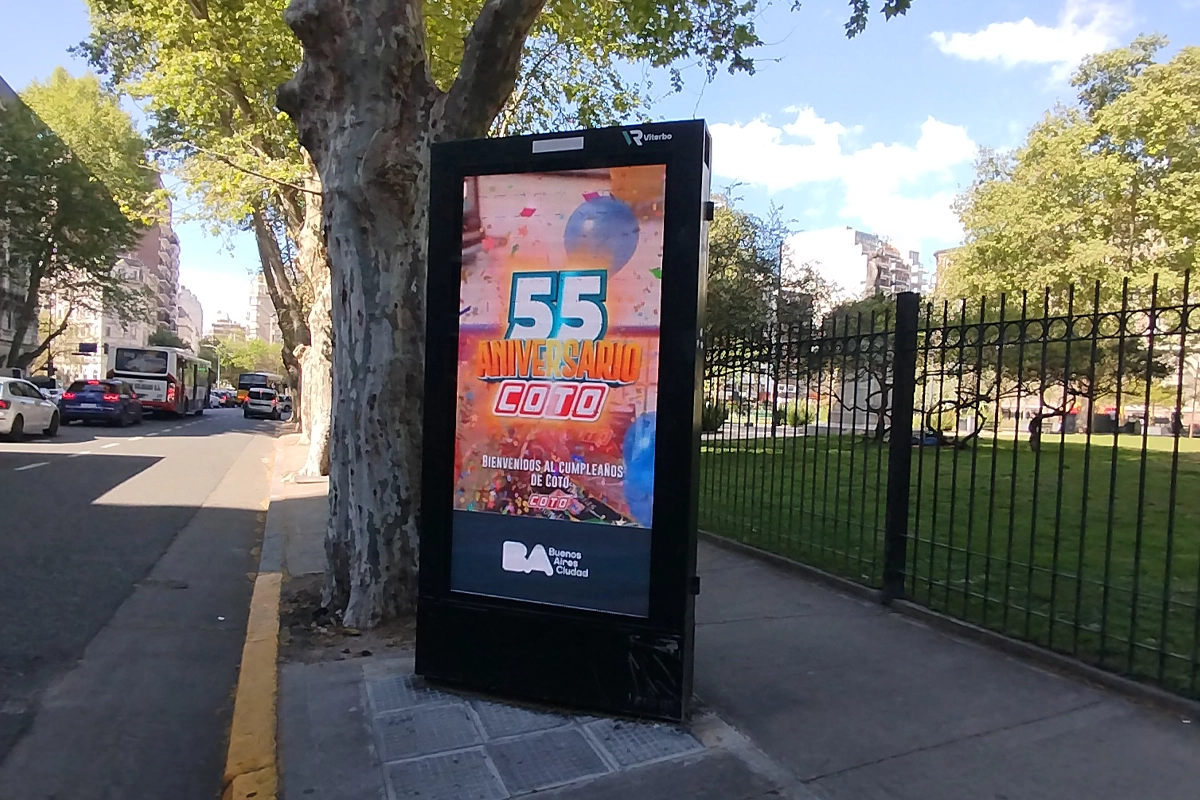 Viterbo
55
ANIVERSARIO
COTO
BIENVENIDOS AL CUMPLEAÑOS
DE COTO
COTO
BA Buenos
Aires
Ciudad